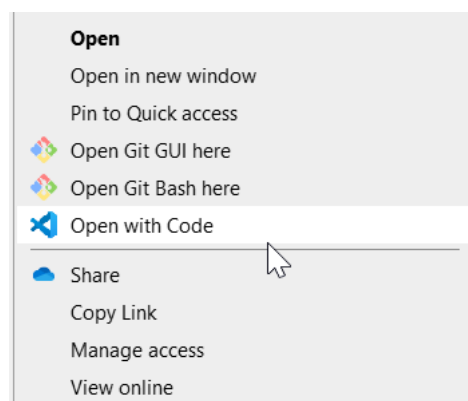 Open
Open in new window
Pin to Quick access
Open Git GUI here
Open Git Bash here
Open with Code
Share
Copy Link
Manage access
View online